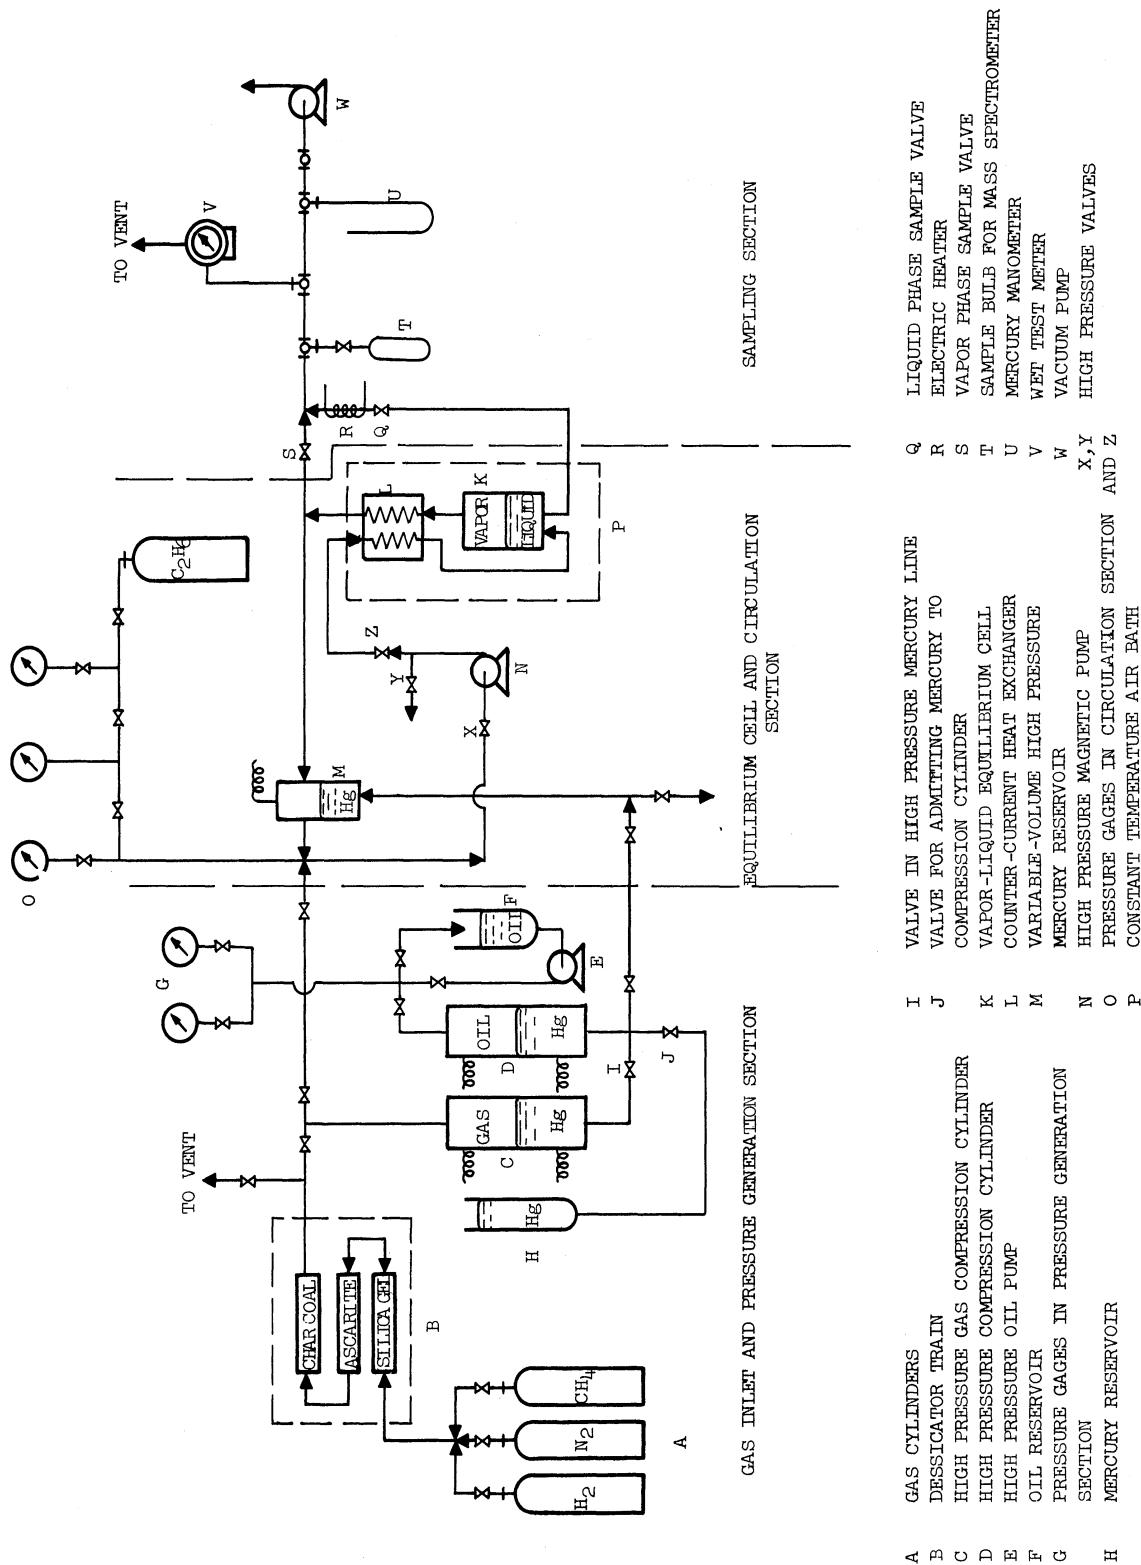 C2H6
O
G
TO VENT
CHARCOAL
ASCARITE
SILICA GEL
B
H2
N2
CH4
A
H
Hg
GAS
Hg
C
OIL
Hg
D
I
J
OIL
F
E
Hg
M
X
N
Y
Z
L
VAPOR
LIQUID
K
P
S
R
Q
T
TO VENT
V
U
W
GAS INLET AND PRESSURE GENERATION SECTION
EQUILIBRIUM CELL AND CIRCULATION
SECTION
SAMPLING SECTION
A GAS CYLINDERS
B DESSICATOR TRAIN
C HIGH PRESSURE GAS COMPRESSION CYLINDER
D HIGH PRESSURE COMPRESSION CYLINDER
E HIGH PRESSURE OIL PUMP
F OIL RESERVOIR
G PRESSURE GAGES IN PRESSURE GENERATION
SECTION
H MERCURY RESERVOIR
I VALVE IN HIGH PRESSURE MERCURY LINE
J VALVE FOR ADMITTING MERCURY TO
COMPRESSION CYLINDER
K VAPOR-LIQUID EQUILIBRIUM CELL
L COUNTER-CURRENT HEAT EXCHANGER
M VARIABLE-VOLUME HIGH PRESSURE
MERCURY RESERVOIR
N HIGH PRESSURE MAGNETIC PUMP
O PRESSURE GAGES IN CIRCULATION SECTION
P CONSTANT TEMPERATURE AIR BATH
Q LIQUID PHASE SAMPLE VALVE
R ELECTRIC HEATER
S VAPOR PHASE SAMPLE VALVE
T SAMPLE BULB FOR MASS SPECTROMETER
U MERCURY MANOMETER
V WET TEST METER
W VACUUM PUMP
X,Y HIGH PRESSURE VALVES
AND Z